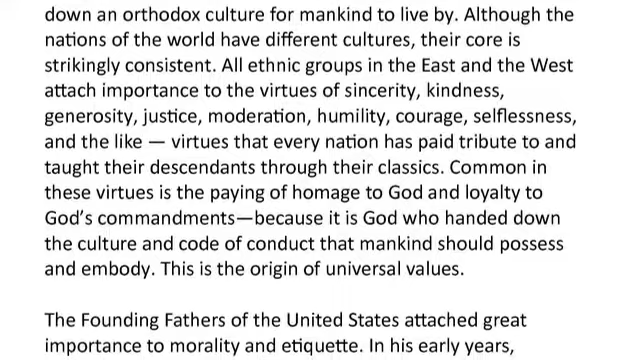 down an orthodox culture for mankind to live by. Although the
nations of the world have different cultures, their core is
strikingly consistent. All ethnic groups in the East and the West
attach importance to the virtues of sincerity, kindness,
generosity, justice, moderation, humility, courage, selflessness,
and the like — virtues that every nation has paid tribute to and
taught their descendants through their classics. Common in
these virtues is the paying of homage to God and loyalty to
God’s commandments—because it is God who handed down
the culture and code of conduct that mankind should possess
and embody. This is the origin of universal values.
The Founding Fathers of the United States attached great
importance to morality and etiquette. In his early years,